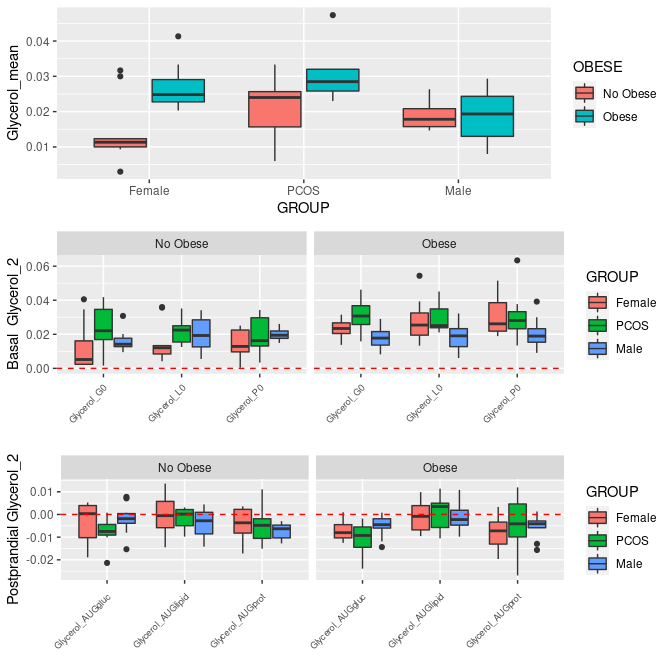 Glycerol_mean
0.04
0.03
0.02
0.01
Female PCOS Male
GROUP
OBESE
No Obese
Obese
Basal Glycerol_2
No Obese Obese
0.06
0.04
0.02
0.00
Glycerol_G0 Glycerol_L0 Glycerol_P0 Glycerol_G0 Glycerol_L0 Glycerol_P0
GROUP
Female
PCOS
Male
Postprandial Glycerol_2
No Obese Obese
0.01
0.00
-0.01
-0.02
Glycerol_AUGgluc Glycerol_AUGlipid Glycerol_AUGprot Glycerol_AUGgluc Glycerol_AUGlipid Glycerol_AUGprot
GROUP
Female
PCOS
Male